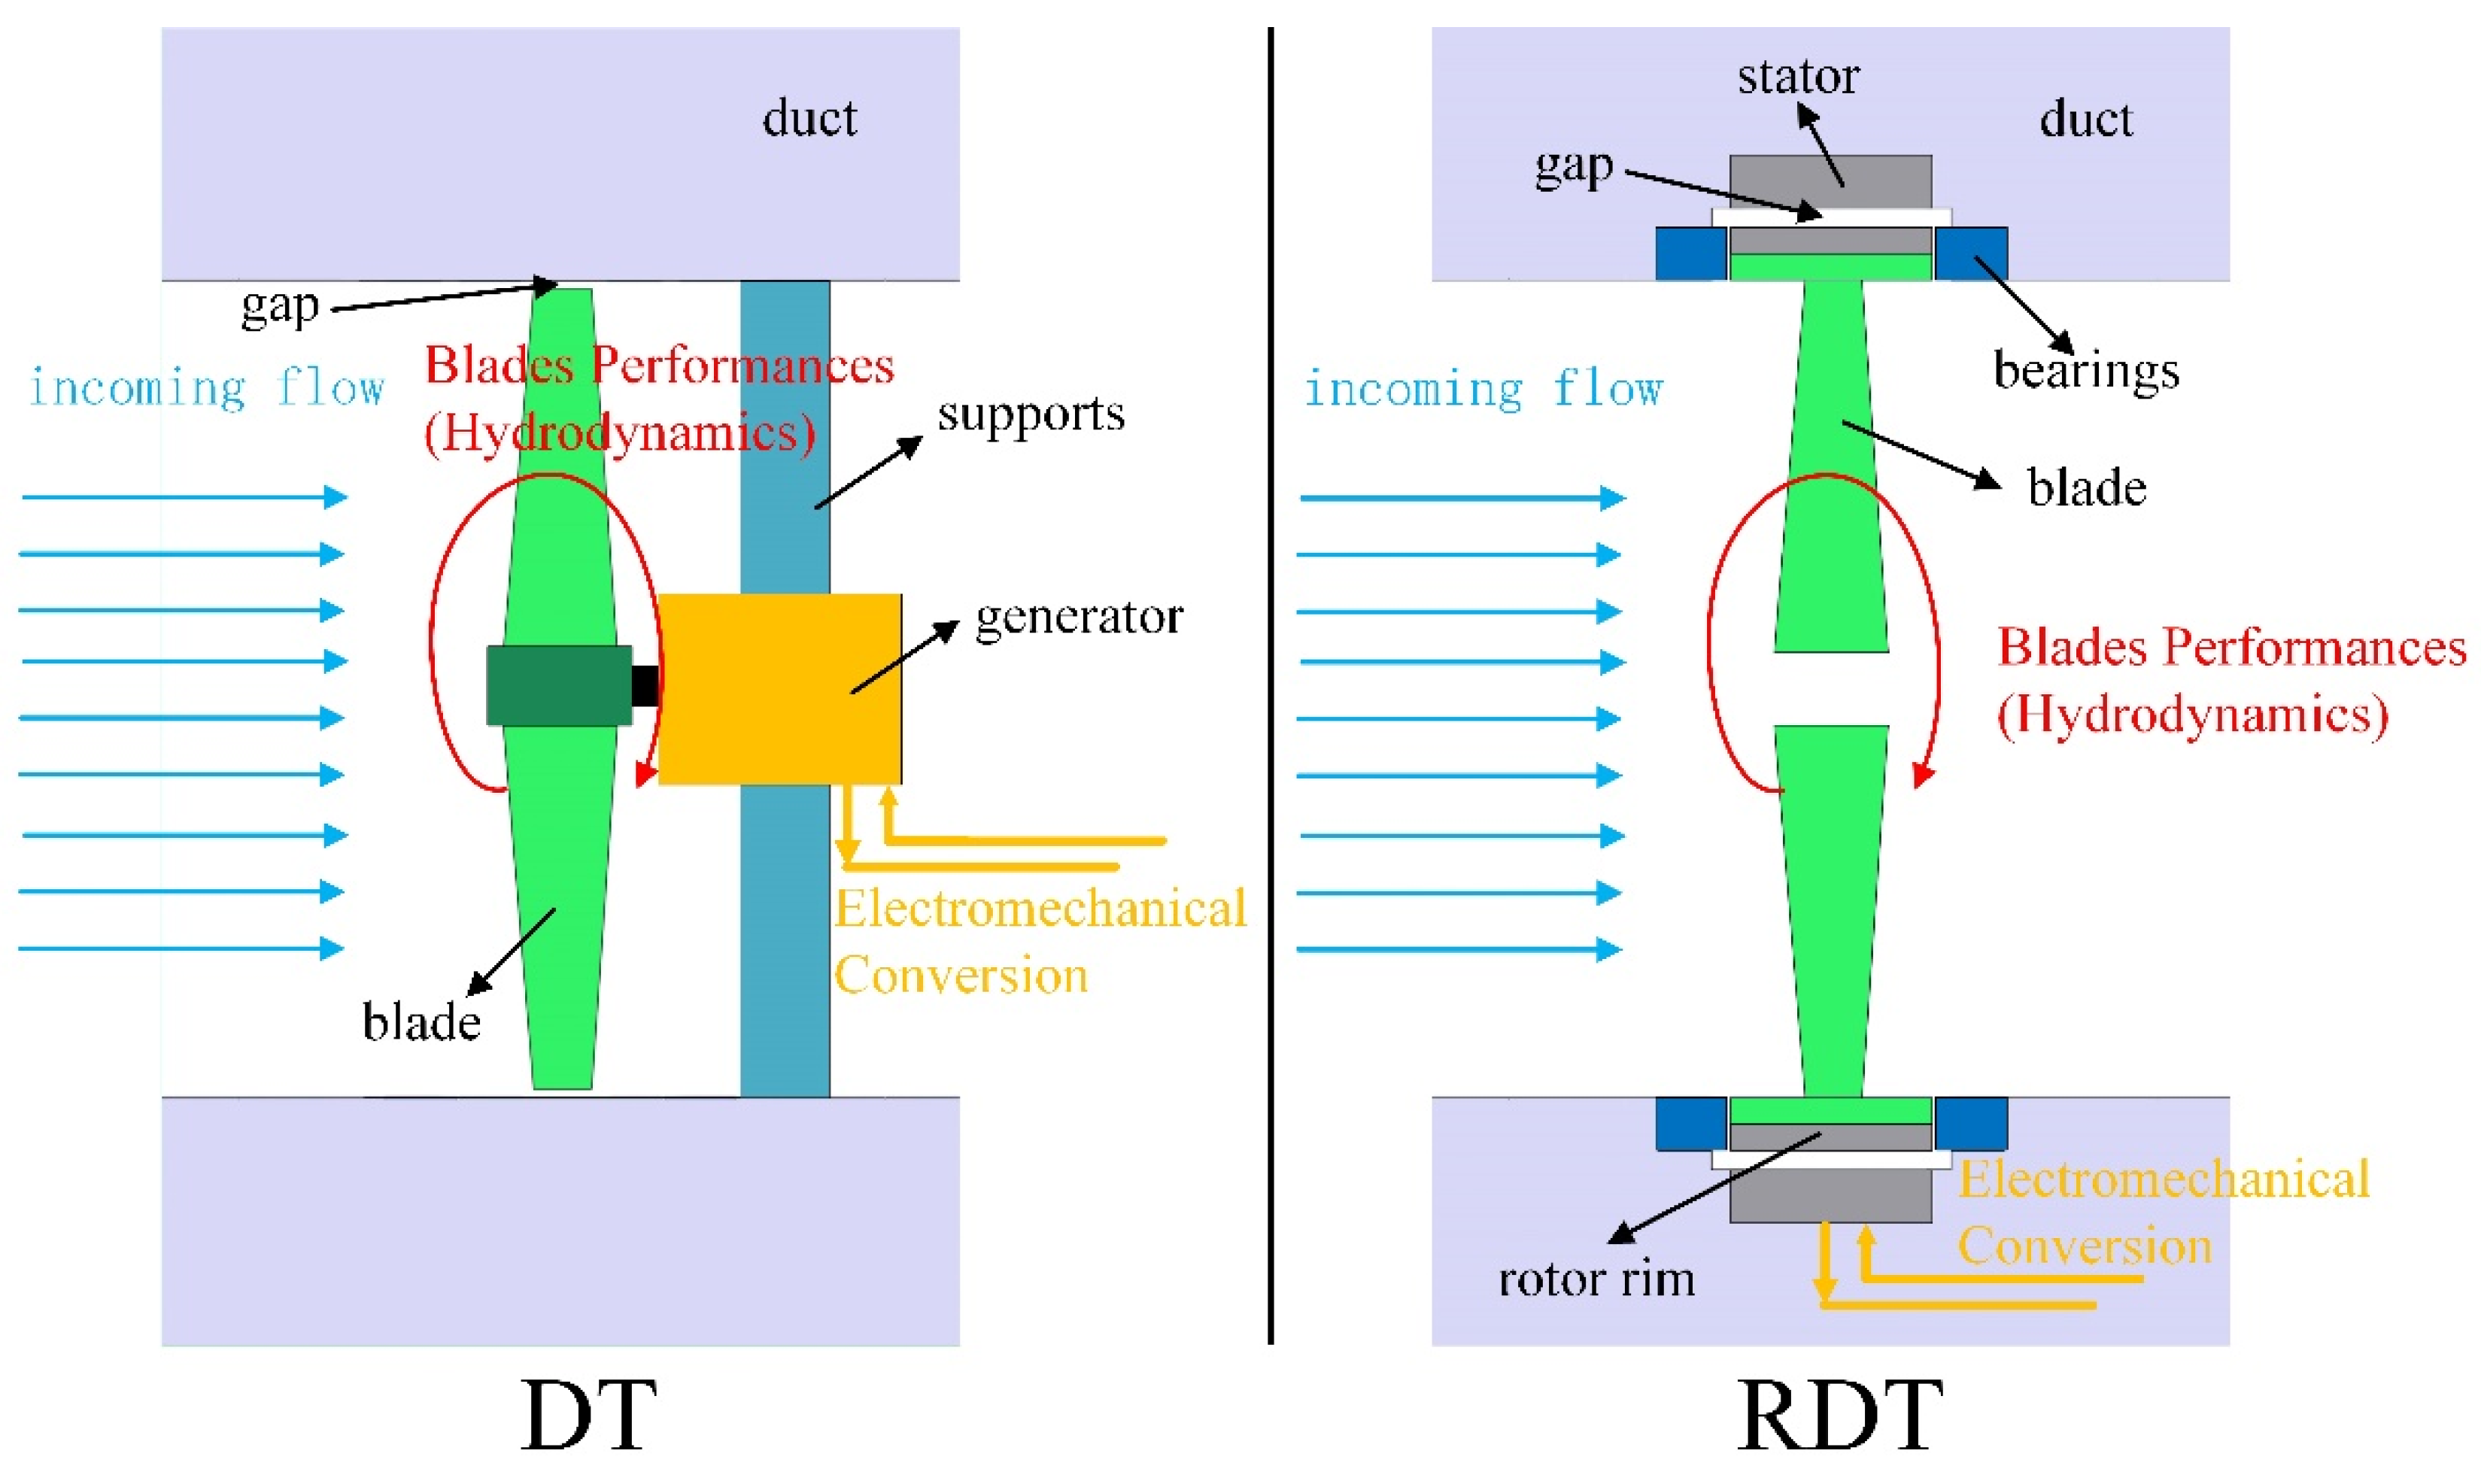 duct
gap
incoming flow
Blades Performances
(Hydrodynamics)
supports
generator
Electromechanical
Conversion
blade
DT
stator
duct
gap
bearings
incoming flow
blade
Blades Performances
(Hydrodynamics)
Electromechanical
Conversion
rotor rim
RDT